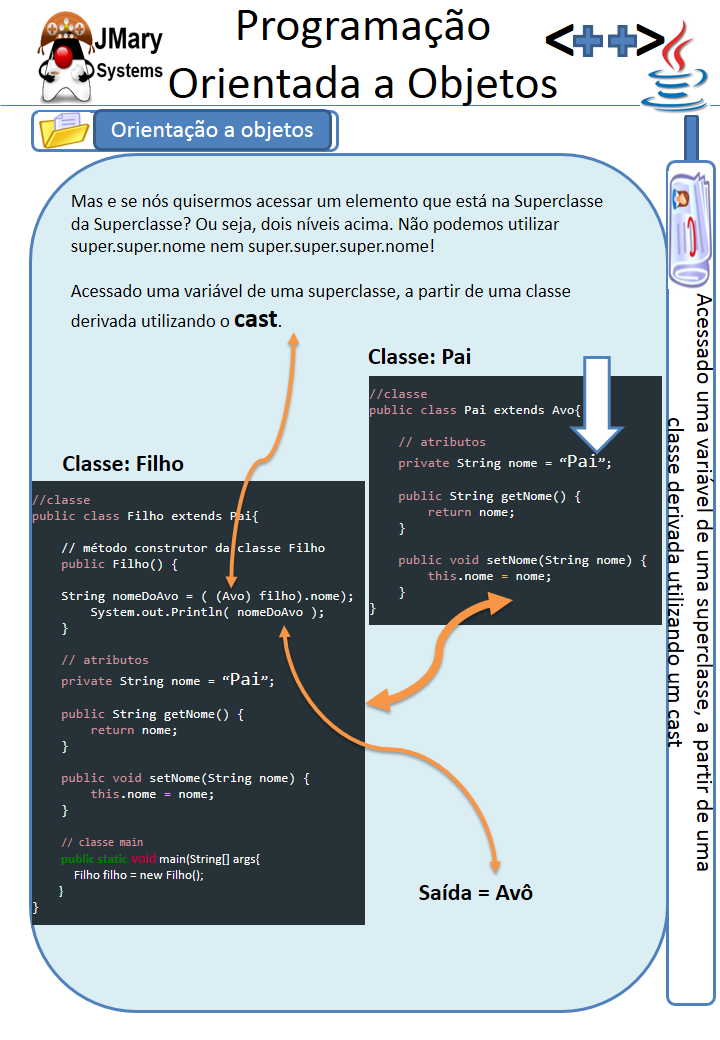 JMary
Systems
Programação
Orientada a Objetos
<++>
Orientação a objetos
Mas e se nós quisermos acessar um elemento que está na Superclasse
da Superclasse? Ou seja, dois níveis acima. Não podemos utilizar
super.super.nome nem super.super.super.nome!
Acessado uma variável de uma superclasse, a partir de uma classe
derivada utilizando o cast.
Classe: Pai
//classe
public class Pai extends Avo{
// atributos
private String nome = “Pai”;
public String getNome() {
return nome;
}
public void setNome(String nome) {
this.nome = nome;
}
}
Classe: Filho
//classe
public class Filho extends Pai{
// método construtor da classe Filho
public Filho() {
String nomeDoAvo = ( (Avo) filho).nome);
System.out.Println( nomeDoAvo );
}
// atributos
private String nome = “Pai”;
public String getNome() {
return nome;
}
public void setNome(String nome) {
this.nome = nome;
}
// classe main
public static void main(String[] args{
Filho filho = new Filho();
}
}
Saída = Avô
Acessado uma variável de uma superclasse, a partir de uma
classe derivada utilizando um cast